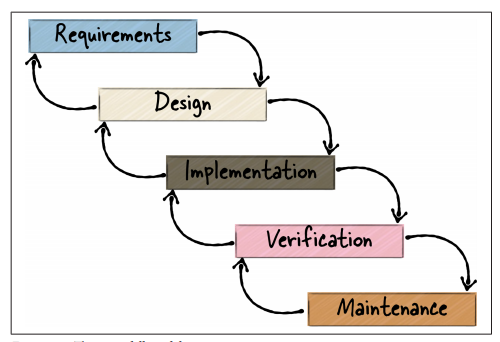 Requirements
Design
Implementation
Verification
Maintenance